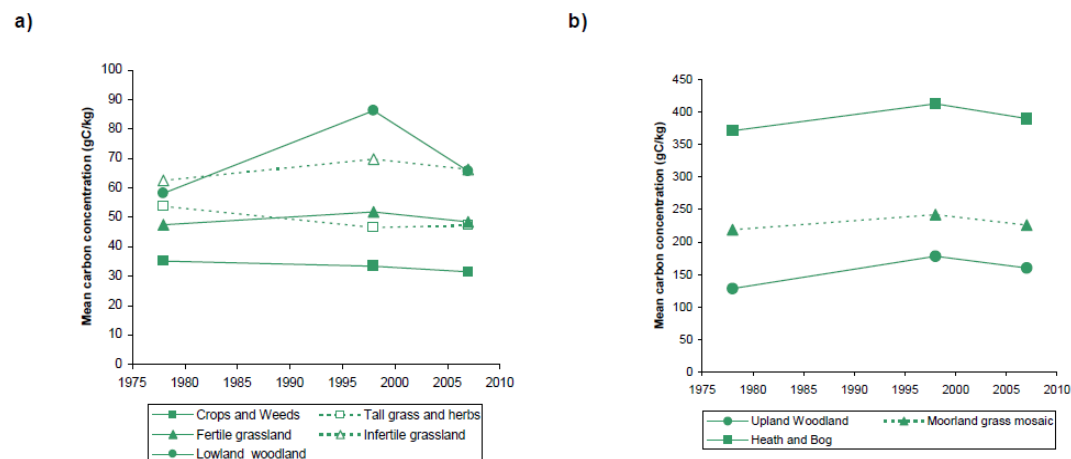 a)
Mean carbon concentration (gC/kg)
100
90
80
70
60
50
40
30
20
10
0
1975 1980 1985 1990 1995 2000 2005 2010
Crops and Weeds Tall grass and herbs
Fertile grassland Infertile grassland
Lowland woodland
b)
Mean carbon concentration (gC/kg)
450
400
350
300
250
200
150
100
50
0
1975 1980 1985 1990 1995 2000 2005 2010
Upland Woodland Moorland grass mosaic
Heath and Bog